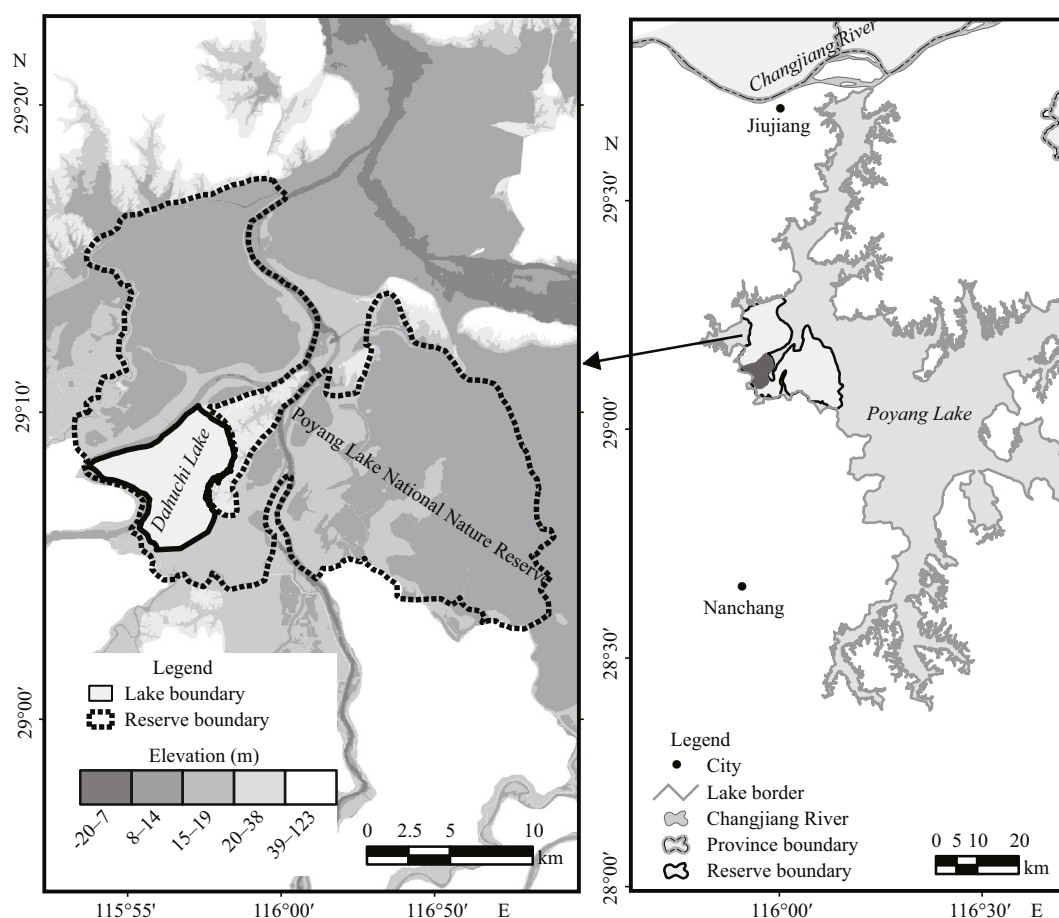 N
29°20′
29°10′
29°00′
Dahuchi Lake
Poyang Lake National Nature Reserve
Legend
Lake boundary
Reserve boundary
Elevation (m)
-20–7
8–14
15–19
20–38
39–123
0 2.5 5 10
km
115°55′ 116°00′ 116°50′ E
Changjiang River
Jiujiang
N
29°30′
29°00′
28°30′
28°00′
Poyang Lake
Nanchang
Legend
City
Lake border
Changjiang River
Province boundary
Reserve boundary
0 5 10 20
km
116°00′ 116°30′ E